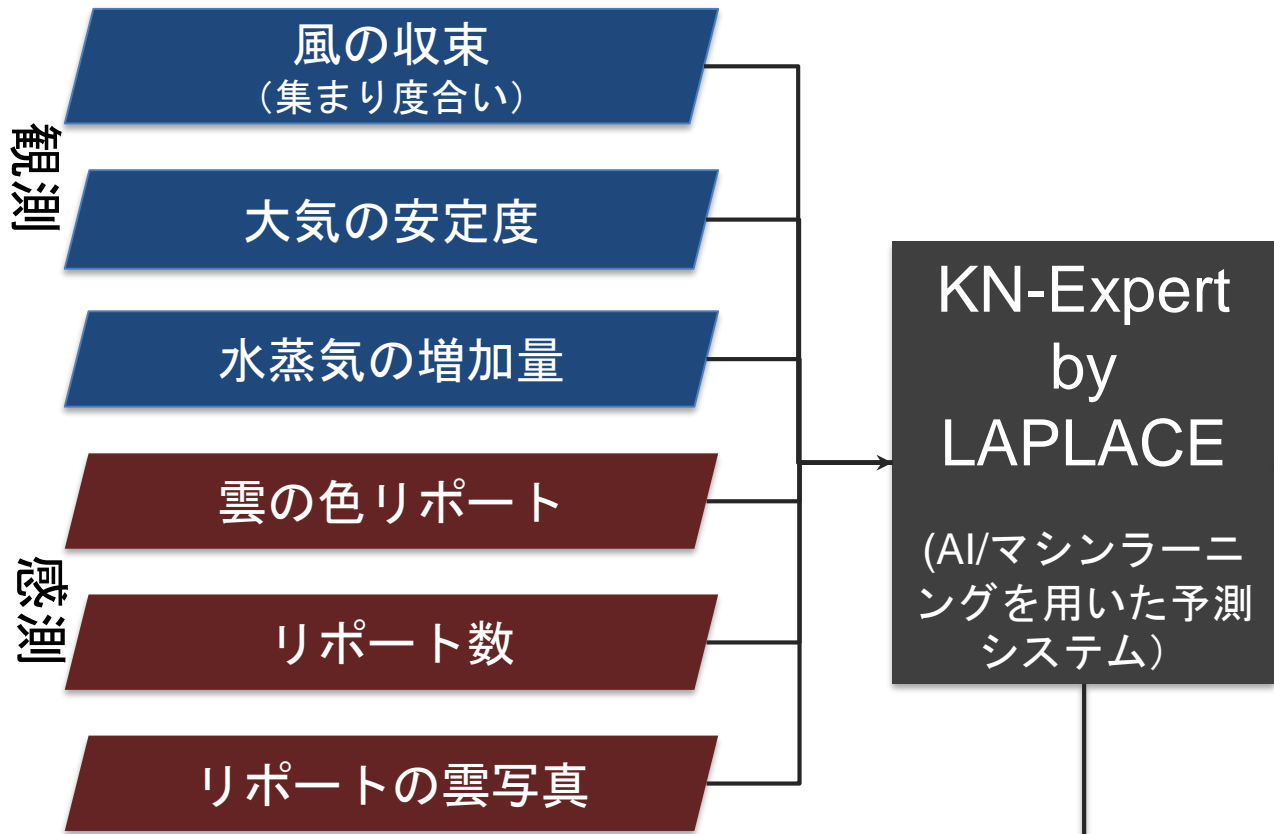 観測
風の収束
（集まり度合い）
大気の安定度
水蒸気の増加量
感測
雲の色リポート
リポート数
リポートの雲写真
KN-Expert
by
LAPLACE
(AI/マシンラーニ
ングを用いた予測
システム）